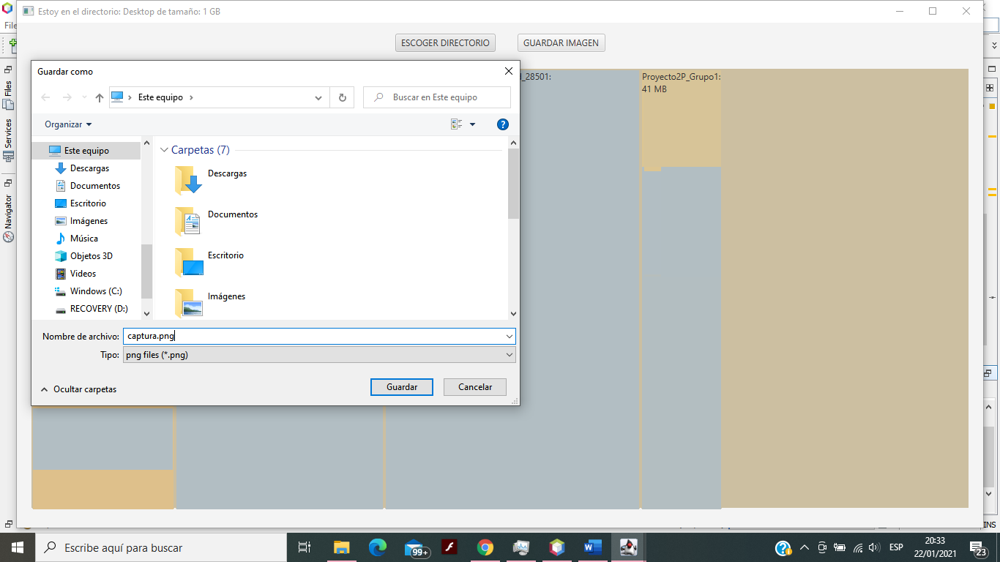 Estoy en el directorio: Desktop de tamaño: 1 GB
File
ESCOGER DIRECTORIO
GUARDAR IMAGEN
Files
Services
Navigator
_28501:
Proyecto2P_Grupo1:
41 MB
Guardar como
Este equipo
Buscar en Este equipo
Organizar
Este equipo
Descargas
Documentos
Escritorio
Imágenes
Música
Objetos 3D
Videos
Windows (C:)
RECOVERY (D:)
Carpetas (7)
Descargas
Documentos
Escritorio
Imágenes
Nombre de archivo:
captura.png
Tipo:
png files (*.png)
Ocultar carpetas
Guardar
Cancelar
INS
Escribe aquí para buscar
99+
ESP
20:33
22/01/2021
23